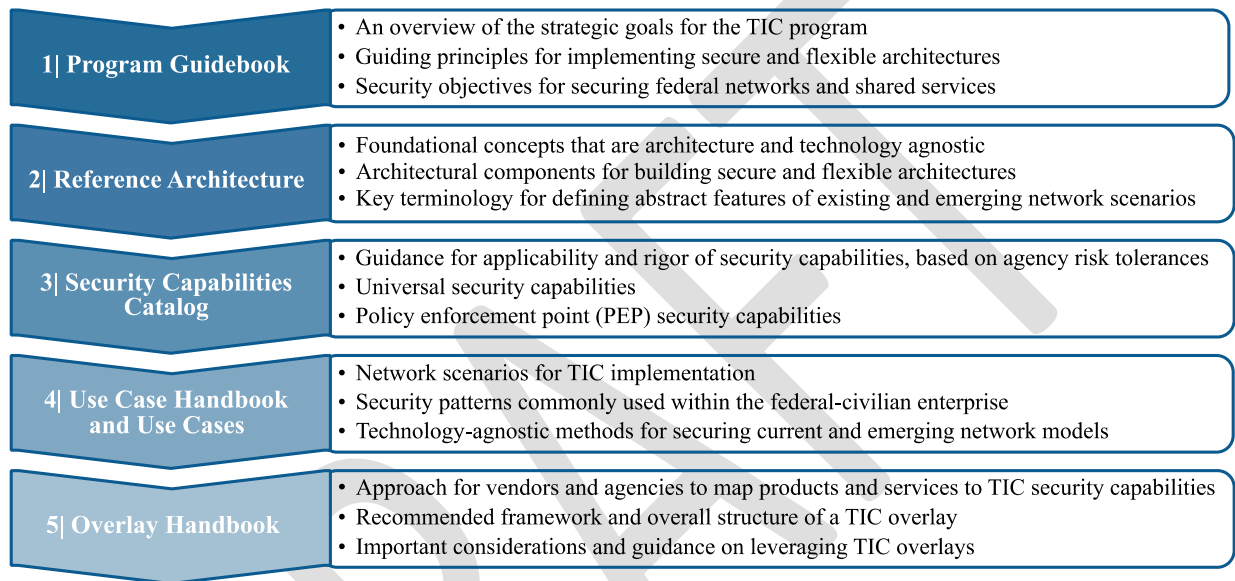 1| Program Guidebook
• An overview of the strategic goals for the TIC program
• Guiding principles for implementing secure and flexible architectures
• Security objectives for securing federal networks and shared services
2| Reference Architecture
• Foundational concepts that are architecture and technology agnostic
• Architectural components for building secure and flexible architectures
• Key terminology for defining abstract features of existing and emerging network scenarios
3| Security Capabilities
Catalog
• Guidance for applicability and rigor of security capabilities, based on agency risk tolerances
• Universal security capabilities
• Policy enforcement point (PEP) security capabilities
4| Use Case Handbook
and Use Cases
• Network scenarios for TIC implementation
• Security patterns commonly used within the federal-civilian enterprise
• Technology-agnostic methods for securing current and emerging network models
5| Overlay Handbook
• Approach for vendors and agencies to map products and services to TIC security capabilities
• Recommended framework and overall structure of a TIC overlay
• Important considerations and guidance on leveraging TIC overlays
DRAFT